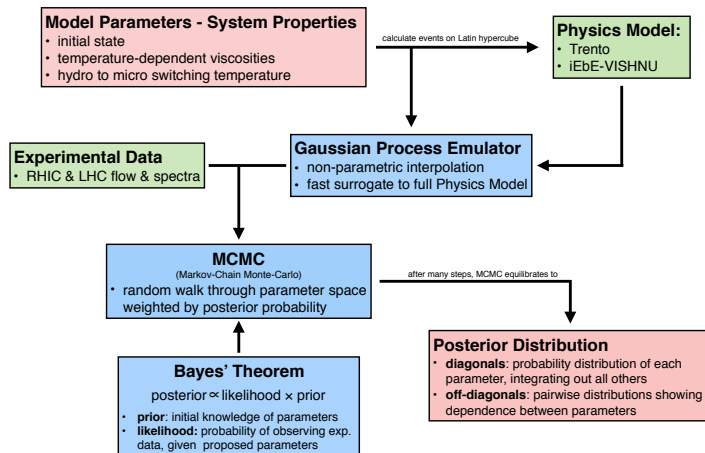 Model Parameters - System Properties
• initial state
• temperature-dependent viscosities
• hydro to micro switching temperature
calculate events on Latin hypercube
Physics Model:
• Trento
• iEbE-VISHNU
Experimental Data
• RHIC & LHC flow & spectra
Gaussian Process Emulator
• non-parametric interpolation
• fast surrogate to full Physics Model
MCMC
(Markov-Chain Monte-Carlo)
• random walk through parameter space
weighted by posterior probability
after many steps, MCMC equilibrates to
Bayes' Theorem
posterior ∝ likelihood × prior
• prior: initial knowledge of parameters
• likelihood: probability of observing exp.
data, given proposed parameters
Posterior Distribution
• diagonals: probability distribution of each
parameter, integrating out all others
• off-diagonals: pairwise distributions showing
dependence between parameters